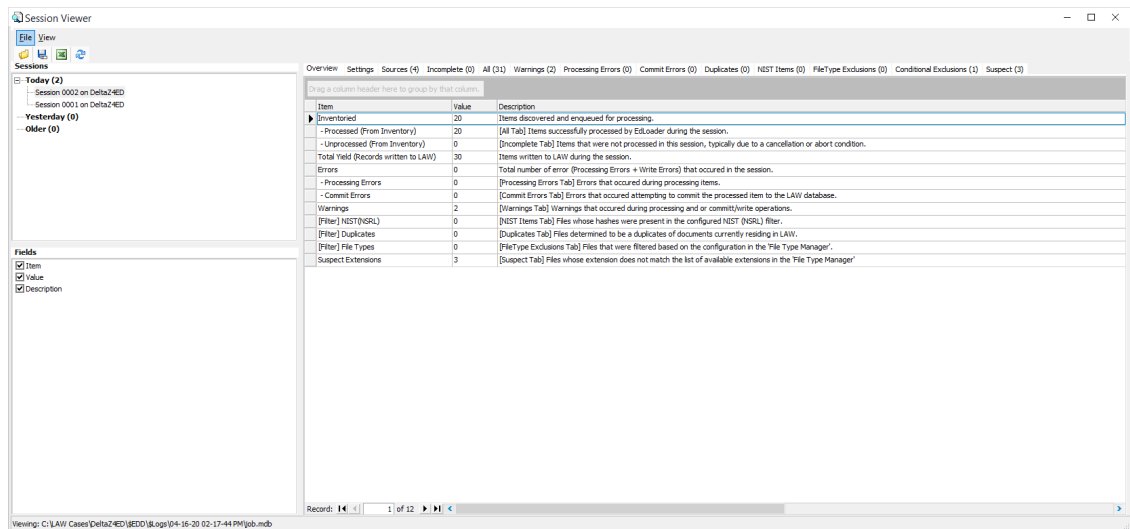 Session Viewer
File View
Sessions
Today (2)
Session 0002 on DeltaZ4ED
Session 0001 on DeltaZ4ED
Yesterday (0)
Older (0)
Fields
Item
Value
Description
Overview Settings Sources (4) Incomplete (0) All (31) Warnings (2) Processing Errors (0) Commit Errors (0) Duplicates (0) NIST Items (0) FileType Exclusions (0) Conditional Exclusions (1) Suspect (3)
Drag a column header here to group by that column.
Item Value Description
Inventoried 20 Items discovered and enqueued for processing.
- Processed (From Inventory) 20 [All Tab] Items successfully processed by EdLoader during the session.
- Unprocessed (From Inventory) 0 [Incomplete Tab] Items that were not processed in this session, typically due to a cancellation or abort condition.
Total Yield (Records written to LAW) 30 Items written to LAW during the session.
Errors 0 Total number of error (Processing Errors + Write Errors) that occured in the session.
- Processing Errors 0 [Processing Errors Tab] Errors that occured during processing items.
- Commit Errors 0 [Commit Errors Tab] Errors that occured attempting to commit the processed item to the LAW database.
Warnings 2 [Warnings Tab] Warnings that occured during processing and or committ/write operations.
[Filter] NIST(NSRL) 0 [NIST Items Tab] Files whose hashes were present in the configured NIST (NSRL) filter.
[Filter] Duplicates 0 [Duplicates Tab] Files determined to be a duplicates of documents currently residing in LAW.
[Filter] File Types 0 [FileType Exclusions Tab] Files that were filtered based on the configuration in the 'File Type Manager'.
Suspect Extensions 3 [Suspect Tab] Files whose extension does not match the list of available extensions in the 'File Type Manager'
Record: 1 of 12
Viewing: C:\LAW Cases\DeltaZ4ED\$EDD\$Logs\04-16-20 02-17-44 PM\job.mdb